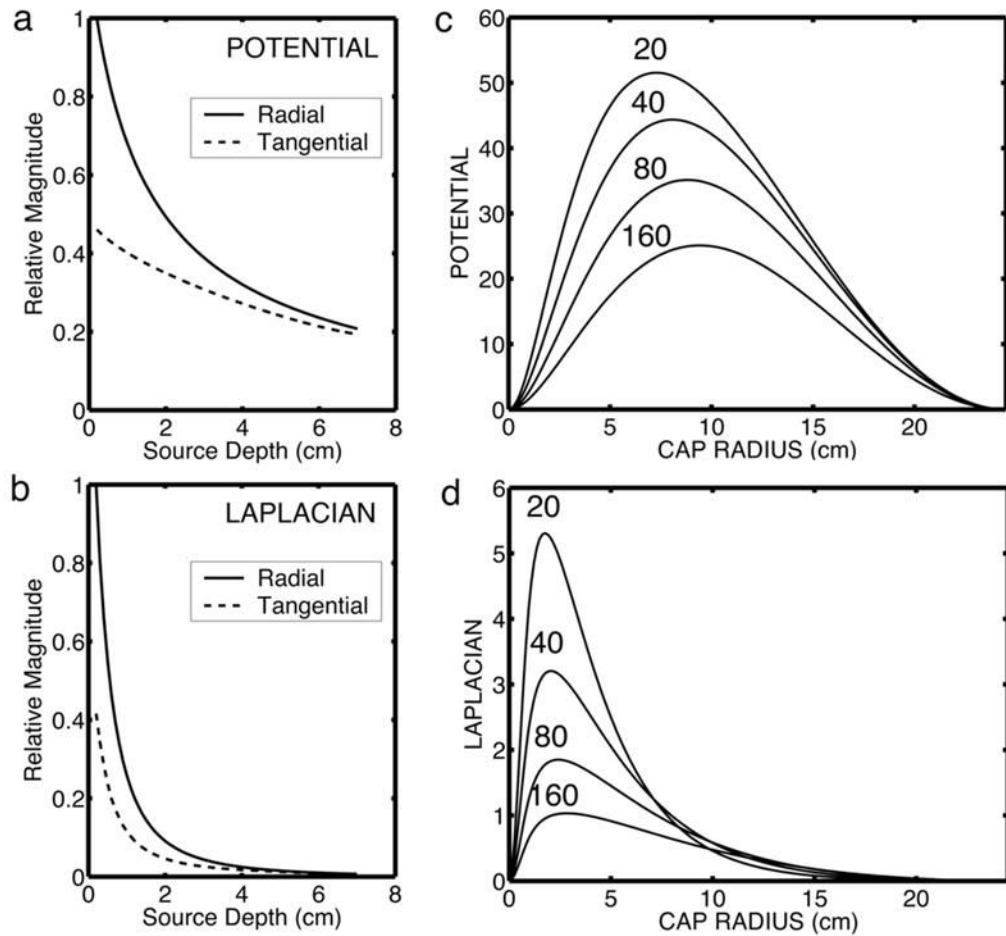 a
POTENTIAL
Radial
Tangential
Relative Magnitude
1
0.8
0.6
0.4
0.2
0
0 2 4 6 8
Source Depth (cm)
c
POTENTIAL
60
50
40
30
20
10
0
20
40
80
160
0 5 10 15 20
CAP RADIUS (cm)
b
LAPLACIAN
Radial
Tangential
Relative Magnitude
1
0.8
0.6
0.4
0.2
0
0 2 4 6 8
Source Depth (cm)
d
LAPLACIAN
6
5
4
3
2
1
0
20
40
80
160
0 5 10 15 20
CAP RADIUS (cm)